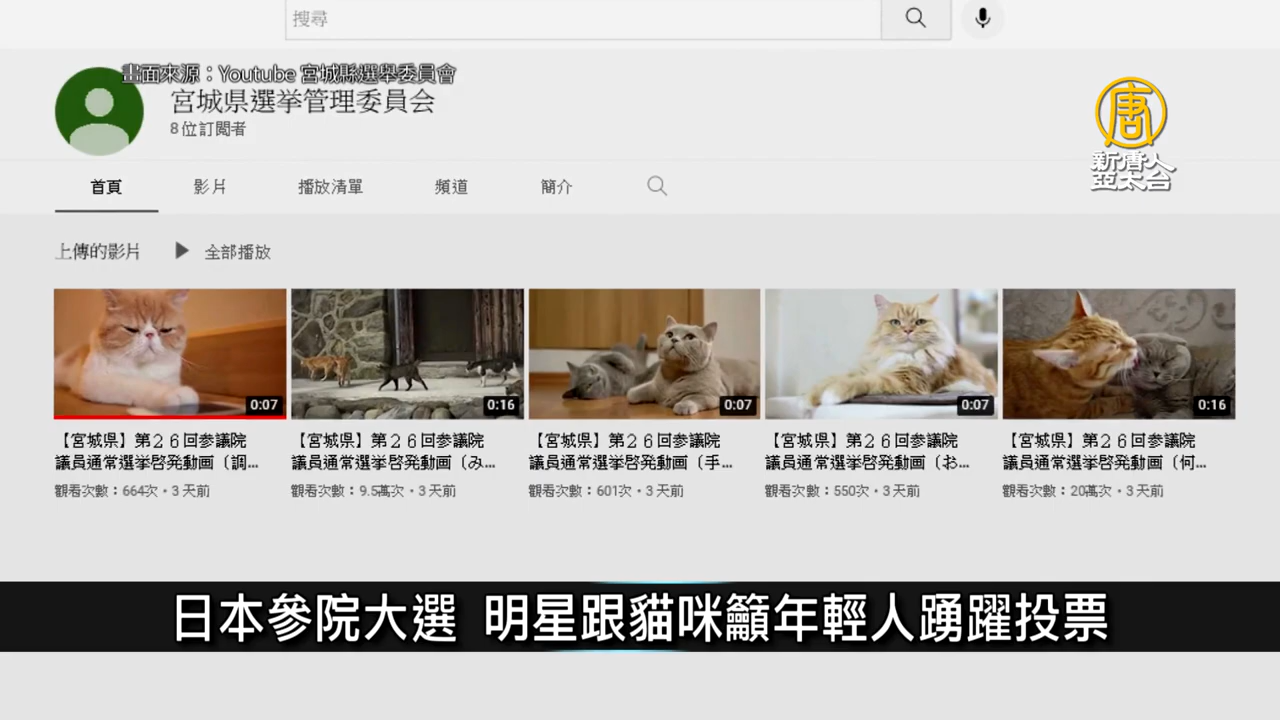 搜尋
畫面來源：Youtube 宮城縣選舉委員會
宮城県選挙管理委員会
8 位訂閱者
唐
新唐人
亞太台
首頁 影片 播放清單 頻道 簡介
上傳的影片 全部播放
0:07 0:16 0:07 0:07 0:16
【宮城県】第２６回参議院
議員通常選挙啓発動画（調...
觀看次數：664次・3 天前
【宮城県】第２６回参議院
議員通常選挙啓発動画（み...
觀看次數：9.5萬次・3 天前
【宮城県】第２６回参議院
議員通常選挙啓発動画（手...
觀看次數：601次・3 天前
【宮城県】第２６回参議院
議員通常選挙啓発動画（お...
觀看次數：550次・3 天前
【宮城県】第２６回参議院
議員通常選挙啓発動画（何...
觀看次數：20萬次・3 天前
日本參院大選 明星跟貓咪籲年輕人踴躍投票